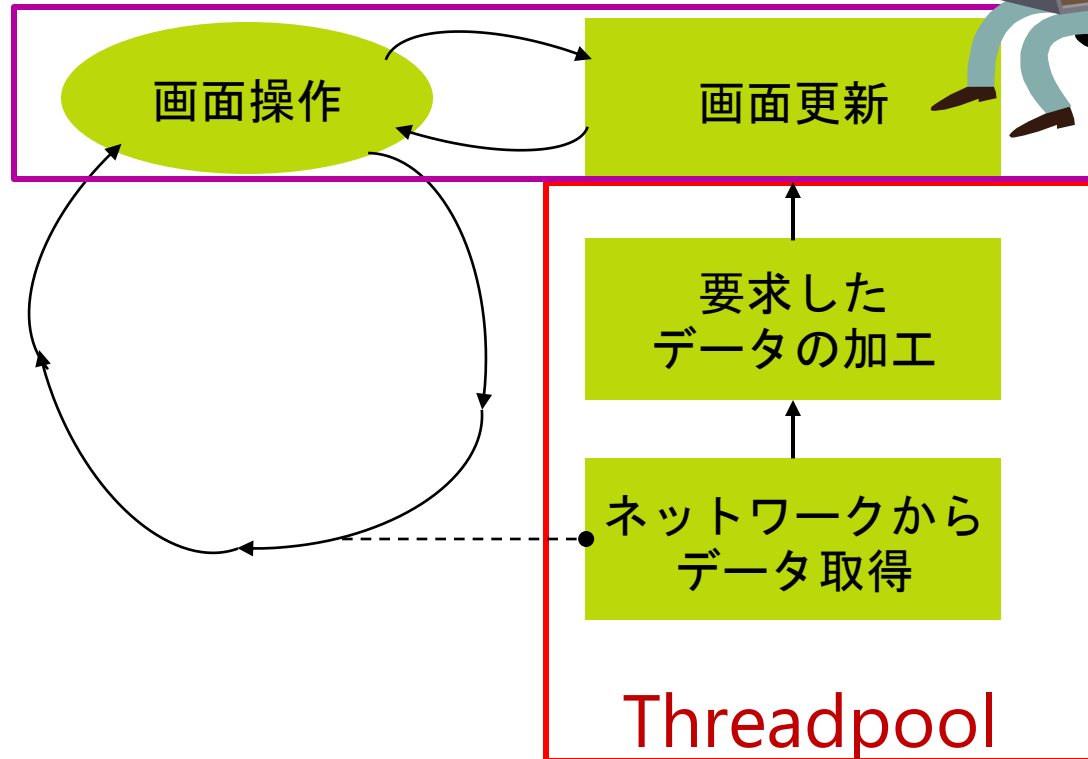 画面操作
画面更新
要求した
データの加工
ネットワークから
データ取得
Threadpool